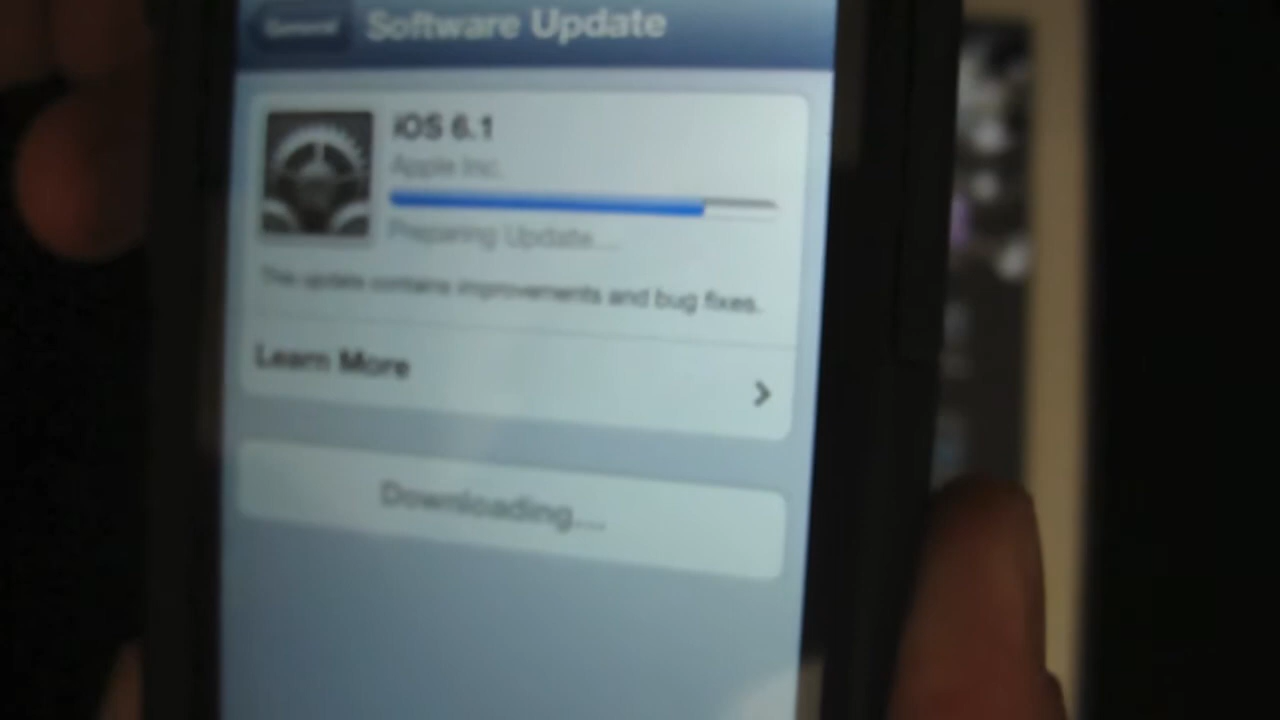 General Software Update
iOS 6.1
Apple Inc.
Preparing Update...
This update contains improvements and bug fixes.
Learn More
Downloading...